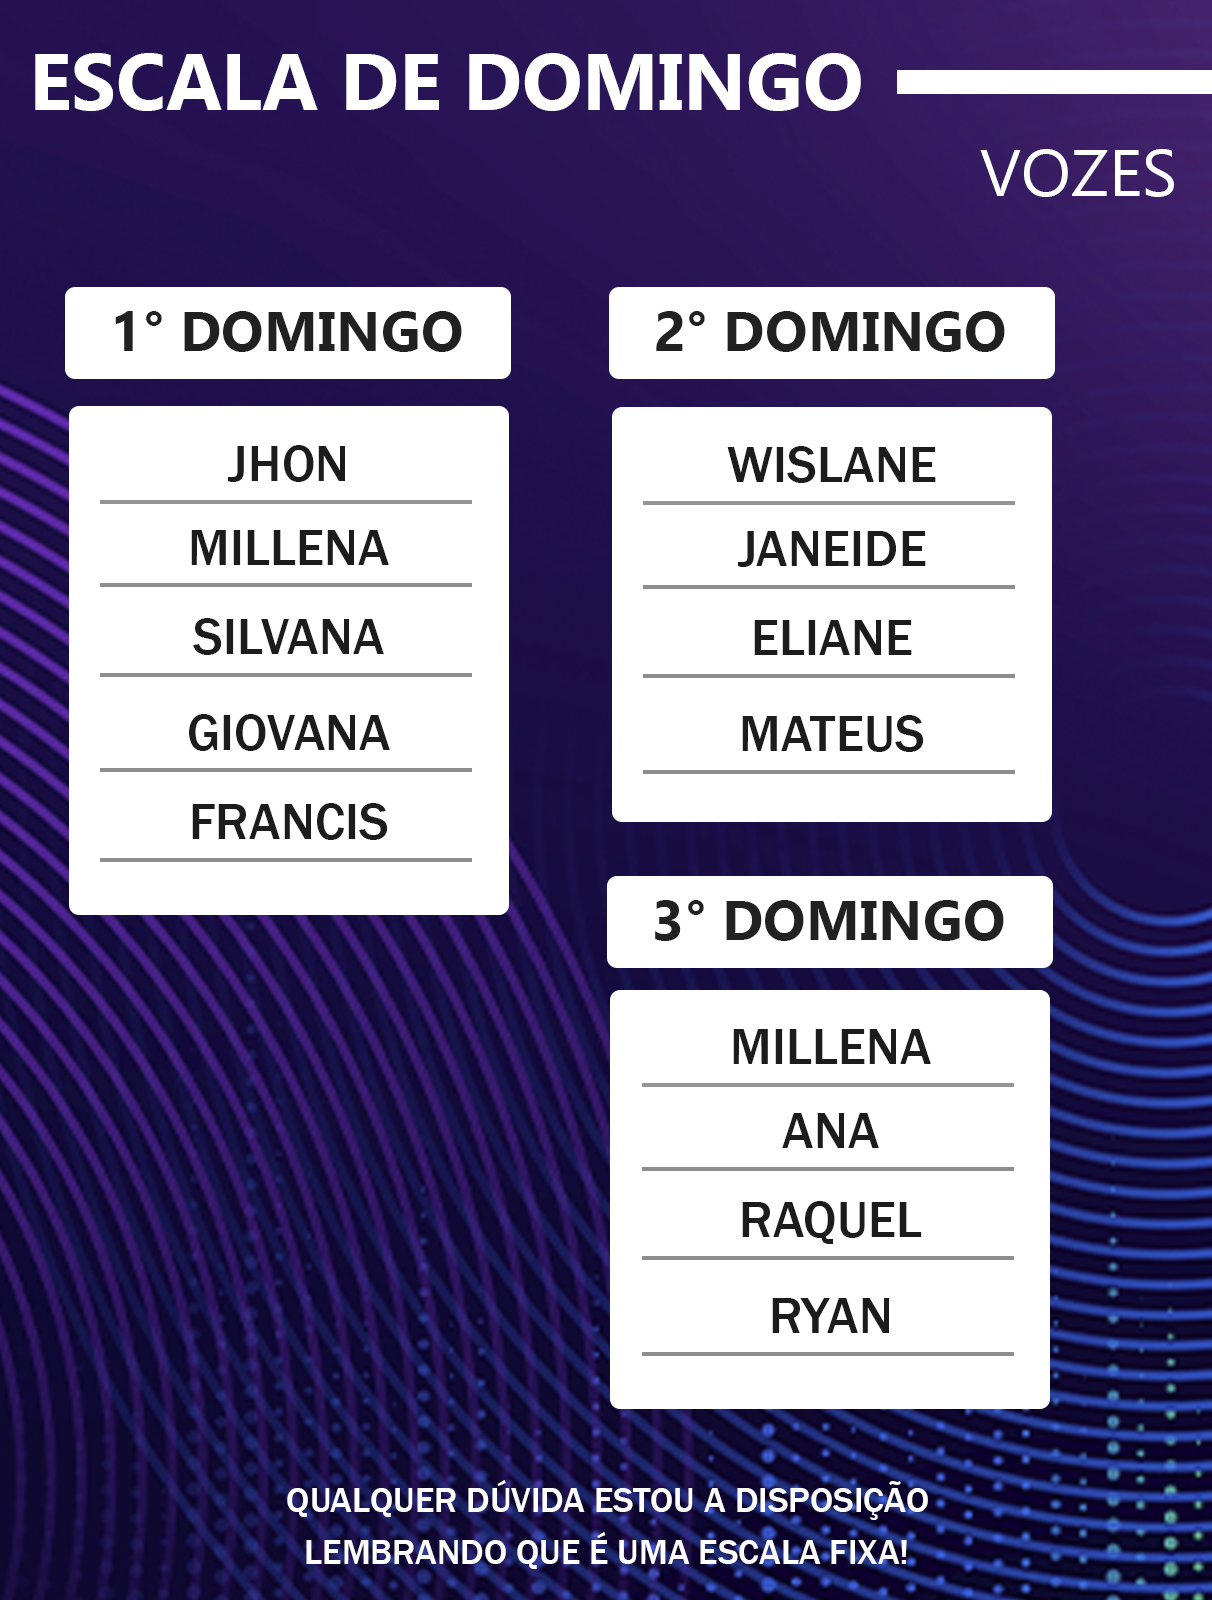 ESCALA DE DOMINGO
VOZES
1° DOMINGO
JHON
MILLENA
SILVANA
GIOVANA
FRANCIS
2° DOMINGO
WISLANE
JANEIDE
ELIANE
MATEUS
3° DOMINGO
MILLENA
ANA
RAQUEL
RYAN
QUALQUER DÚVIDA ESTOU A DISPOSIÇÃO
LEMBRANDO QUE É UMA ESCALA FIXA!